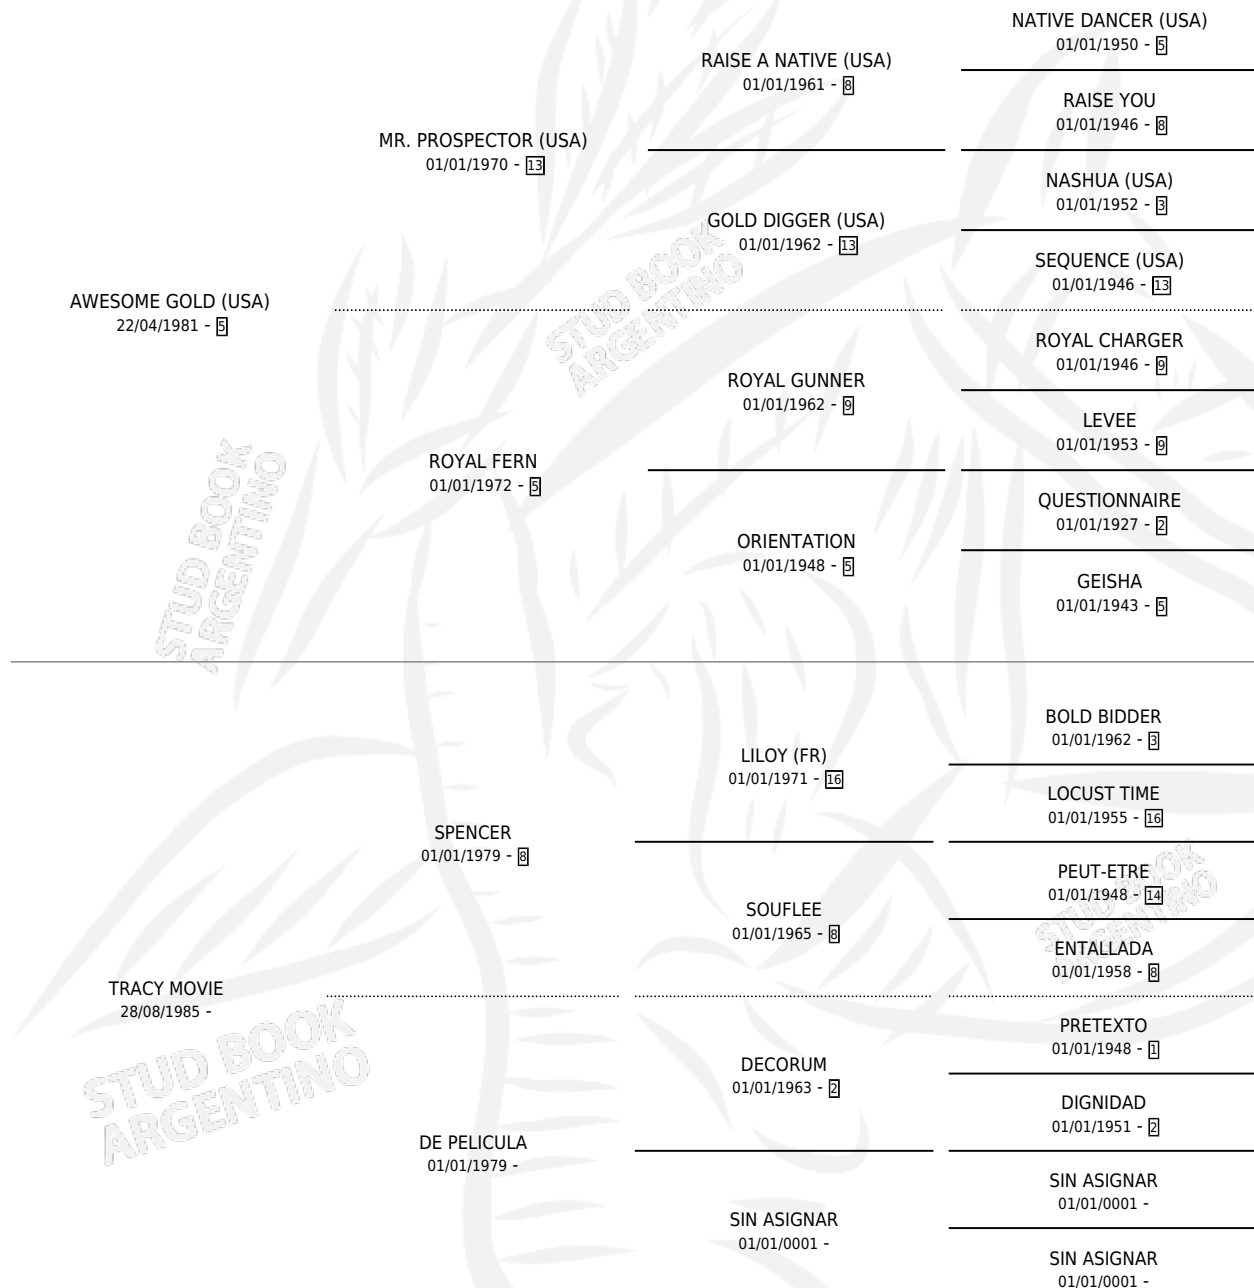 NATIVE DANCER (USA)
01/01/1950 - 5
RAISE A NATIVE (USA)
01/01/1961 - 8
RAISE YOU
01/01/1946 - 8
MR. PROSPECTOR (USA)
01/01/1970 - 13
NASHUA (USA)
01/01/1952 - 3
GOLD DIGGER (USA)
01/01/1962 - 13
SEQUENCE (USA)
01/01/1946 - 13
AWESOME GOLD (USA)
22/04/1981 - 5
ROYAL CHARGER
01/01/1946 - 9
ROYAL GUNNER
01/01/1962 - 9
LEVEE
01/01/1953 - 9
ROYAL FERN
01/01/1972 - 5
QUESTIONNAIRE
01/01/1927 - 2
ORIENTATION
01/01/1948 - 5
GEISHA
01/01/1943 - 5
BOLD BIDDER
01/01/1962 - 3
LILOY (FR)
01/01/1971 - 16
LOCUST TIME
01/01/1955 - 16
SPENCER
01/01/1979 - 8
PEUT-ETRE
01/01/1948 - 14
SOUFLEE
01/01/1965 - 8
ENTALLADA
01/01/1958 - 8
TRACY MOVIE
28/08/1985 -
PRETEXTO
01/01/1948 - 1
DECORUM
01/01/1963 - 2
DIGNIDAD
01/01/1951 - 2
DE PELICULA
01/01/1979 -
SIN ASIGNAR
01/01/0001 -
SIN ASIGNAR
01/01/0001 -
SIN ASIGNAR
01/01/0001 -
STUD BOOK
ARGENTINO
STUD BOOK
ARGENTINO
STUD BOOK
ARGENTINO
STUD BOOK
ARGENTINO